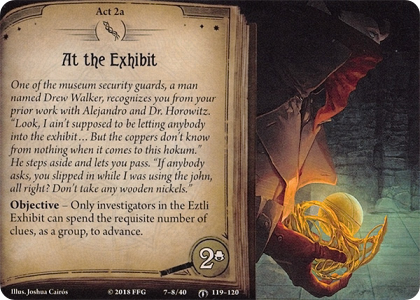 Act 2a
At the Exhibit
One of the museum security guards, a man
named Drew Walker, recognizes you from your
prior work with Alejandro and Dr. Horowitz.
"Look, I ain't supposed to be letting anybody
into the exhibit… But the coppers don't know
from nothing when it comes to this hokum."
He steps aside and lets you pass. "If anybody
asks, you slipped in while I was using the john,
all right? Don't take any wooden nickels."
Objective – Only investigators in the Eztli
Exhibit can spend the requisite number of
clues, as a group, to advance.
2
Illus. Joshua Cairós
© 2018 FFG
7–8/40
119–120